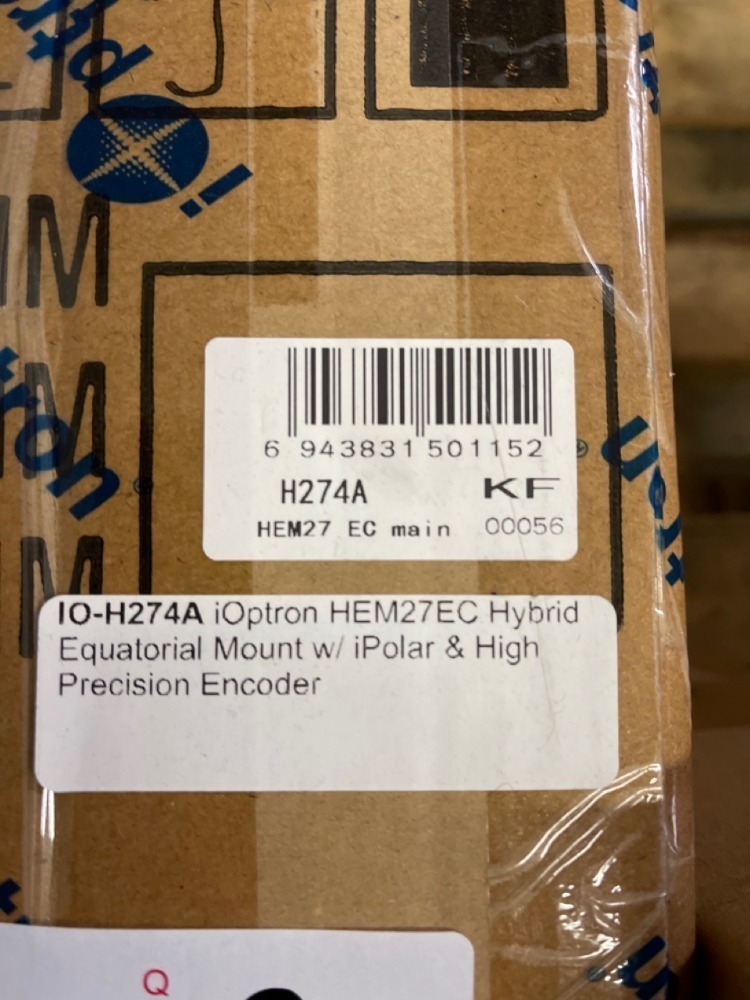 6 943831 501152
H274A KF
HEM27 EC main 00056
IO-H274A iOptron HEM27EC Hybrid
Equatorial Mount w/ iPolar & High
Precision Encoder
Q